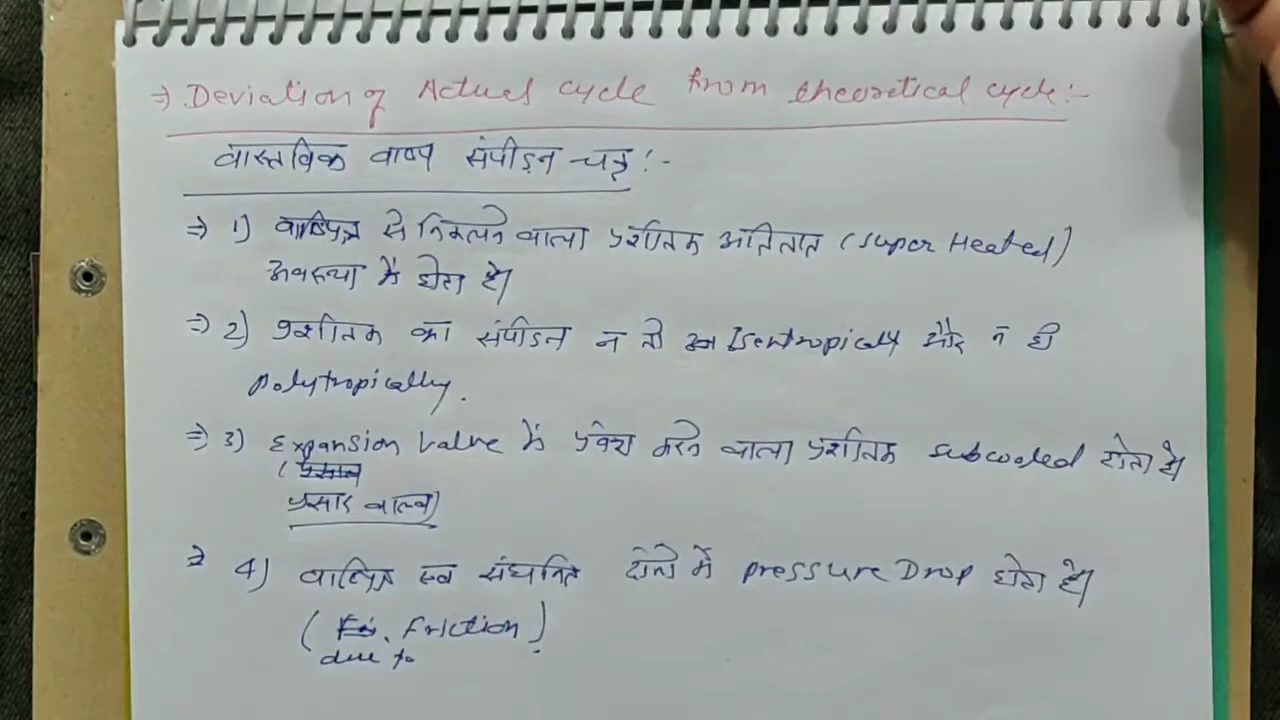 =) Deviation of Actual cycle from theoretical cycle:-
वास्तविक वाष्प संपीडन चक्र :-
=) 1) वाष्पित्र से निकलने वाला प्रशीतक अतितप्त (super Heated)
अवस्था में होता है।
=) 2) प्रशीतक का संपीडन न तो Isentropically और न ही
polytropically.
=) 3) Expansion Valve में प्रवेश करने वाला प्रशीतक subcooled होता है।
(
प्रसार वाल्व)
=) 4) वाष्पित्र एवं संघनित्र दोनो में pressure Drop होता है।
( Friction).
due to